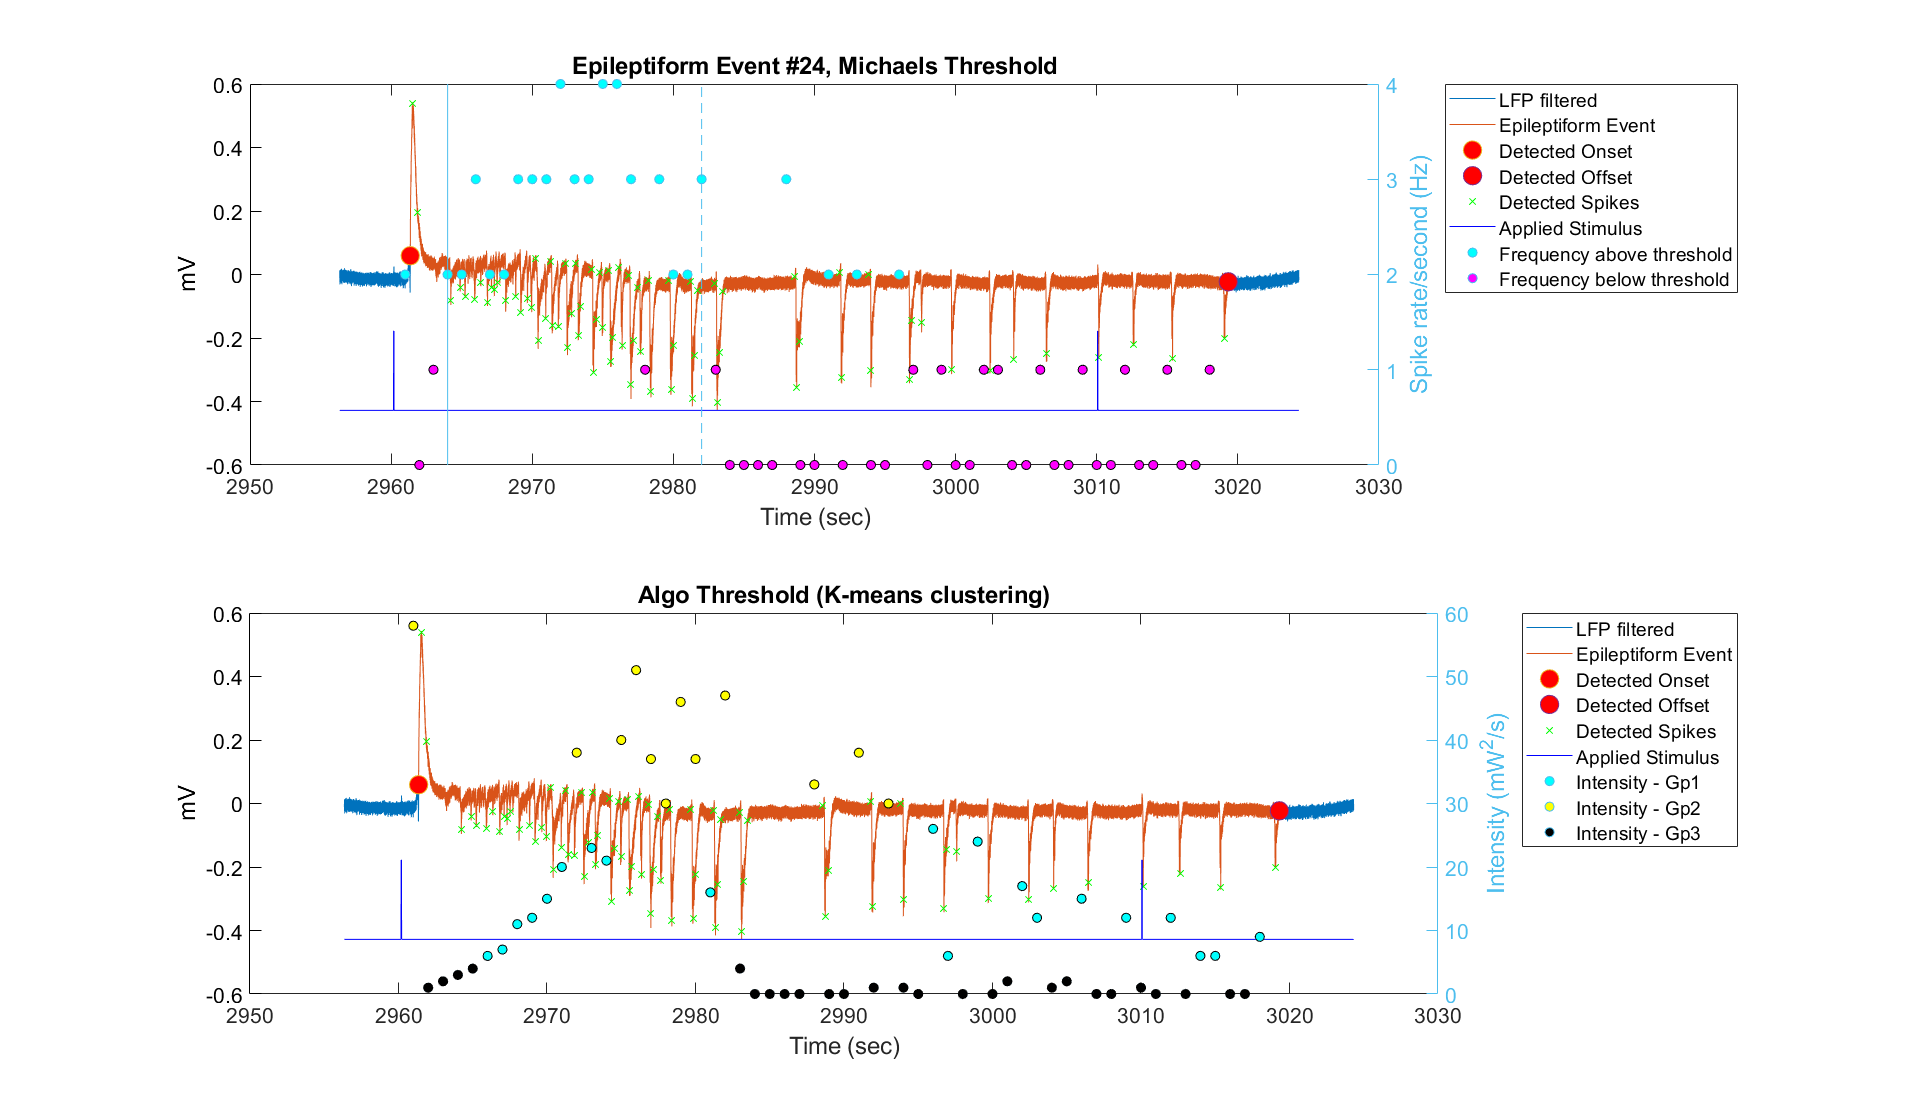 Epileptiform Event #24, Michaels Threshold
0.6
0.4
0.2
0
-0.2
-0.4
-0.6
mV
2950
2960
2970
2980
2990
3000
3010
3020
3030
Time (sec)
4
3
2
1
0
Spike rate/second (Hz)
LFP filtered
Epileptiform Event
Detected Onset
Detected Offset
Detected Spikes
Applied Stimulus
Frequency above threshold
Frequency below threshold
Algo Threshold (K-means clustering)
0.6
0.4
0.2
0
-0.2
-0.4
-0.6
mV
2950
2960
2970
2980
2990
3000
3010
3020
3030
Time (sec)
60
50
40
30
20
10
0
Intensity (mW²/s)
LFP filtered
Epileptiform Event
Detected Onset
Detected Offset
Detected Spikes
Applied Stimulus
Intensity - Gp1
Intensity - Gp2
Intensity - Gp3